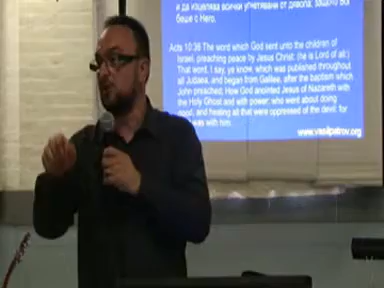 и да изцелява всички угнетявани от дявола; защото Бог
беше с Него.
Acts 10:36 The word which God sent unto the children of
Israel, preaching peace by Jesus Christ: (he is Lord of all:)
That word, I say, ye know, which was published throughout
all Judaea, and began from Galilee, after the baptism which
John preached; How God anointed Jesus of Nazareth with
the Holy Ghost and with power: who went about doing
good, and healing all that were oppressed of the devil; for
was with him.
www.vasilpetrov.org